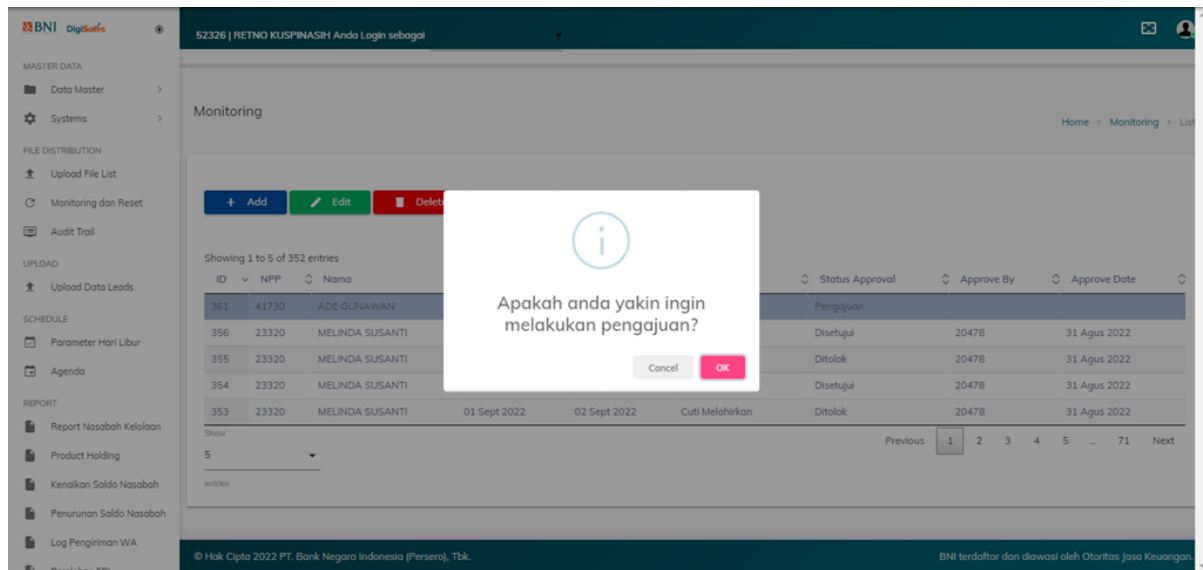 BNI DigiSales
52326 | RETNO KUSPINASIH Anda Login sebagai
MASTER DATA
Data Master
Systems
FILE DISTRIBUTION
Upload File List
Monitoring dan Reset
Audit Trail
UPLOAD
Upload Data Leads
SCHEDULE
Parameter Hari Libur
Agenda
REPORT
Report Nasabah Kelolaan
Product Holding
Kenaikan Saldo Nasabah
Penurunan Saldo Nasabah
Log Pengiriman WA
Monitoring
Home > Monitoring > List
+ Add Edit Delet
Showing 1 to 5 of 352 entries
ID NPP Nama Status Approval Approve By Approve Date
361 41730 ADE GUNAWAN Pengajuan
356 23320 MELINDA SUSANTI Disetujui 20478 31 Agus 2022
355 23320 MELINDA SUSANTI Ditolak 20478 31 Agus 2022
354 23320 MELINDA SUSANTI Disetujui 20478 31 Agus 2022
353 23320 MELINDA SUSANTI 01 Sept 2022 02 Sept 2022 Cuti Melahirkan Ditolak 20478 31 Agus 2022
Show
5
entries
Previous 1 2 3 4 5 ... 71 Next
Apakah anda yakin ingin
melakukan pengajuan?
Cancel OK
© Hak Cipta 2022 PT. Bank Negara Indonesia (Persero), Tbk.
BNI terdaftar dan diawasi oleh Otoritas Jasa Keuangan.